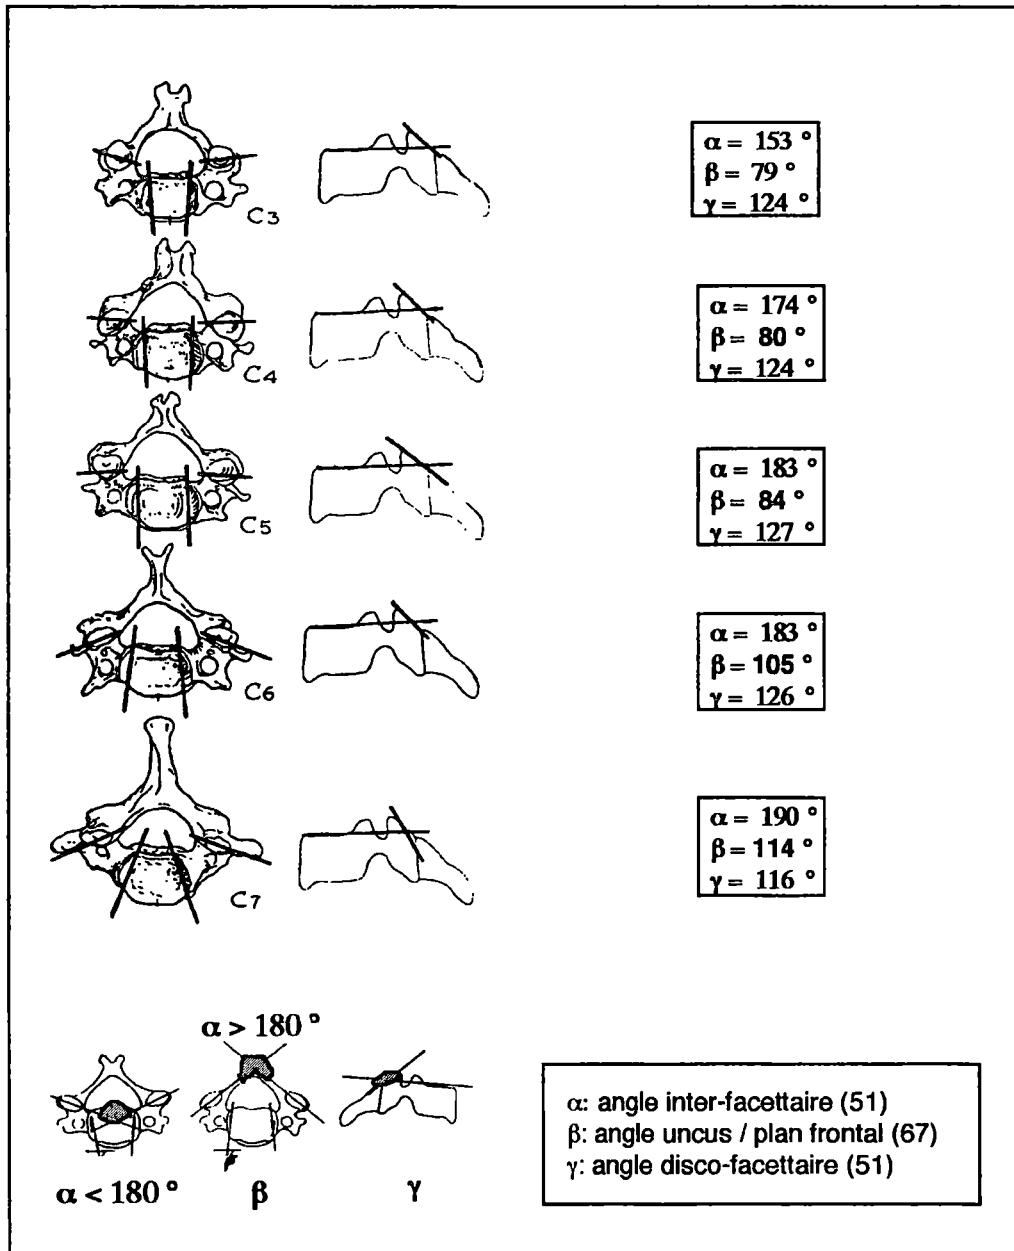 α = 153 °
β = 79 °
γ = 124 °
C3
α = 174 °
β = 80 °
γ = 124 °
C4
α = 183 °
β = 84 °
γ = 127 °
C5
α = 183 °
β = 105 °
γ = 126 °
C6
α = 190 °
β = 114 °
γ = 116 °
C7
α > 180 °
α < 180 °
β
γ
α: angle inter-facettaire (51)
β: angle uncus / plan frontal (67)
γ: angle disco-facettaire (51)